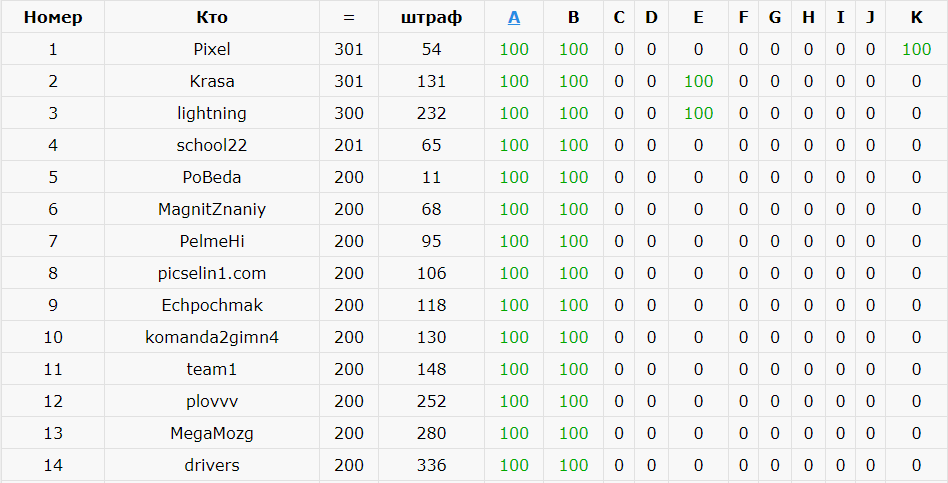 Номер Кто = штраф A B C D E F G H I J K
1 Pixel 301 54 100 100 0 0 0 0 0 0 0 0 100
2 Krasa 301 131 100 100 0 0 100 0 0 0 0 0 0
3 lightning 300 232 100 100 0 0 100 0 0 0 0 0 0
4 school22 201 65 100 100 0 0 0 0 0 0 0 0 0
5 PoBeda 200 11 100 100 0 0 0 0 0 0 0 0 0
6 MagnitZnaniy 200 68 100 100 0 0 0 0 0 0 0 0 0
7 PelmeHi 200 95 100 100 0 0 0 0 0 0 0 0 0
8 picselin1.com 200 106 100 100 0 0 0 0 0 0 0 0 0
9 Echpochmak 200 118 100 100 0 0 0 0 0 0 0 0 0
10 komanda2gimn4 200 130 100 100 0 0 0 0 0 0 0 0 0
11 team1 200 148 100 100 0 0 0 0 0 0 0 0 0
12 plovvv 200 252 100 100 0 0 0 0 0 0 0 0 0
13 MegaMozg 200 280 100 100 0 0 0 0 0 0 0 0 0
14 drivers 200 336 100 100 0 0 0 0 0 0 0 0 0